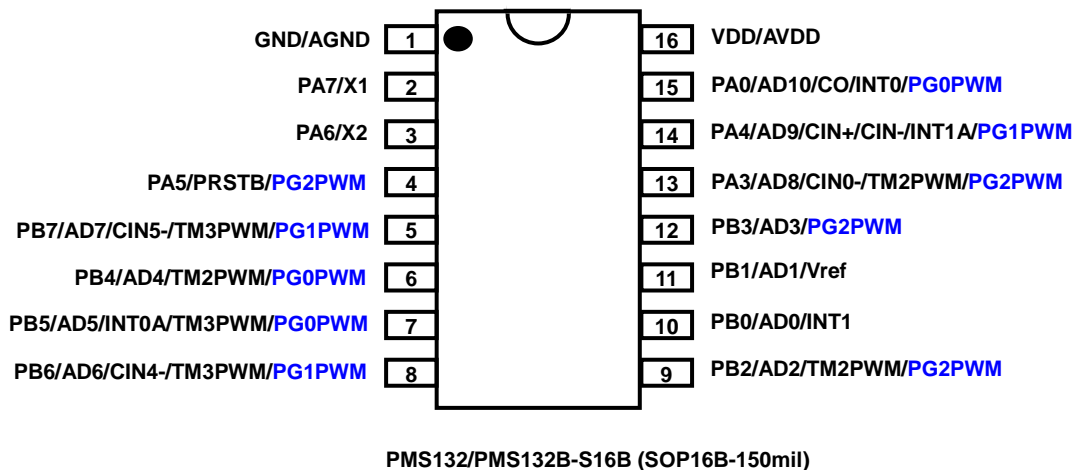 GND/AGND 1 16 VDD/AVDD
PA7/X1 2 15 PA0/AD10/CO/INT0/PG0PWM
PA6/X2 3 14 PA4/AD9/CIN+/CIN-/INT1A/PG1PWM
PA5/PRSTB/PG2PWM 4 13 PA3/AD8/CIN0-/TM2PWM/PG2PWM
PB7/AD7/CIN5-/TM3PWM/PG1PWM 5 12 PB3/AD3/PG2PWM
PB4/AD4/TM2PWM/PG0PWM 6 11 PB1/AD1/Vref
PB5/AD5/INT0A/TM3PWM/PG0PWM 7 10 PB0/AD0/INT1
PB6/AD6/CIN4-/TM3PWM/PG1PWM 8 9 PB2/AD2/TM2PWM/PG2PWM
PMS132/PMS132B-S16B (SOP16B-150mil)